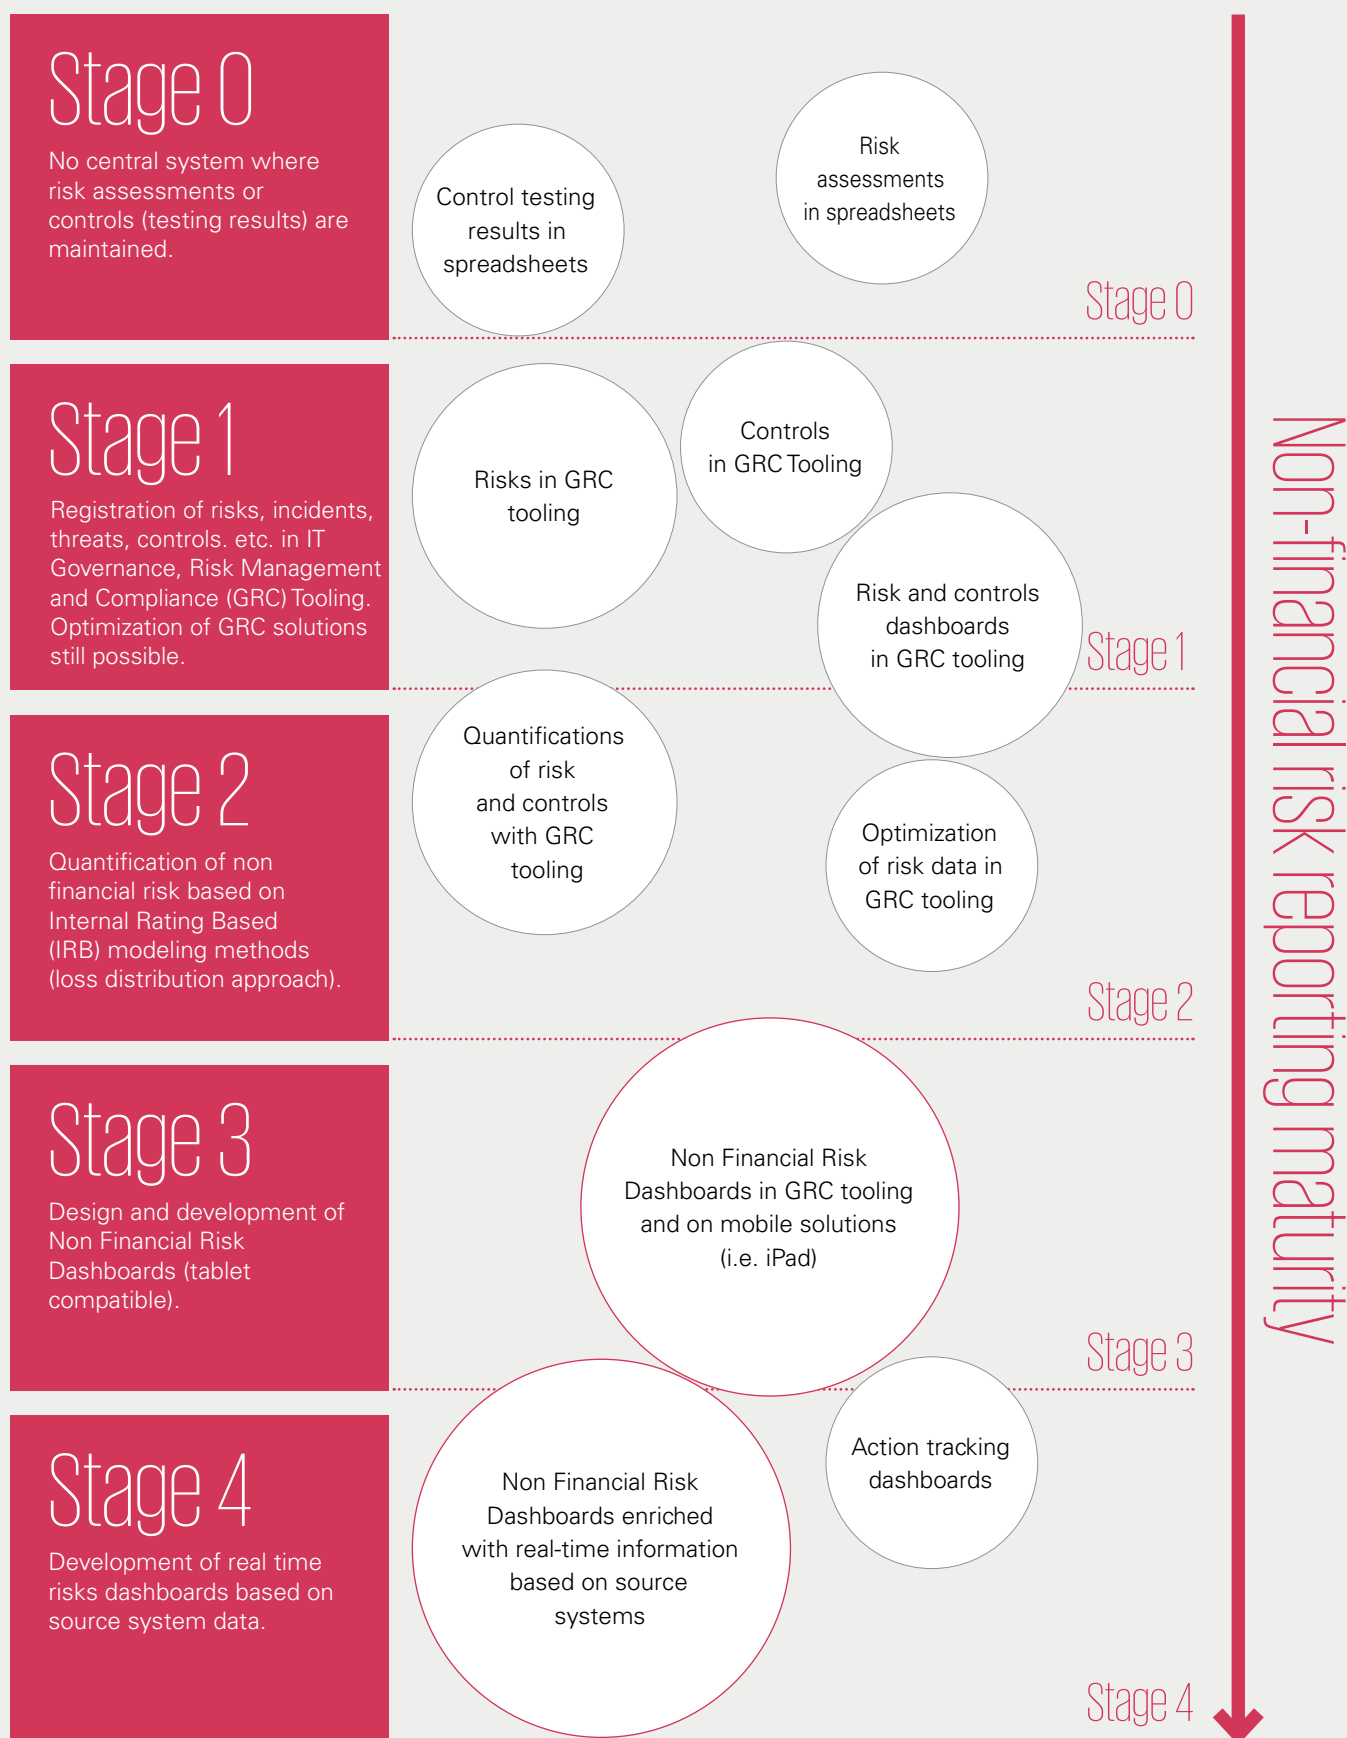 Stage 0
No central system where
risk assessments or
controls (testing results) are
maintained.
Control testing
results in
spreadsheets
Risk
assessments
in spreadsheets
Stage 0
Stage 1
Registration of risks, incidents,
threats, controls. etc. in IT
Governance, Risk Management
and Compliance (GRC) Tooling.
Optimization of GRC solutions
still possible.
Risks in GRC
tooling
Controls
in GRC Tooling
Risk and controls
dashboards
in GRC tooling
Stage 1
Stage 2
Quantification of non
financial risk based on
Internal Rating Based
(IRB) modeling methods
(loss distribution approach).
Quantifications
of risk
and controls
with GRC
tooling
Optimization
of risk data in
GRC tooling
Stage 2
Stage 3
Design and development of
Non Financial Risk
Dashboards (tablet
compatible).
Non Financial Risk
Dashboards in GRC tooling
and on mobile solutions
(i.e. iPad)
Stage 3
Stage 4
Development of real time
risks dashboards based on
source system data.
Non Financial Risk
Dashboards enriched
with real-time information
based on source
systems
Action tracking
dashboards
Stage 4
Non-financial risk reporting maturity